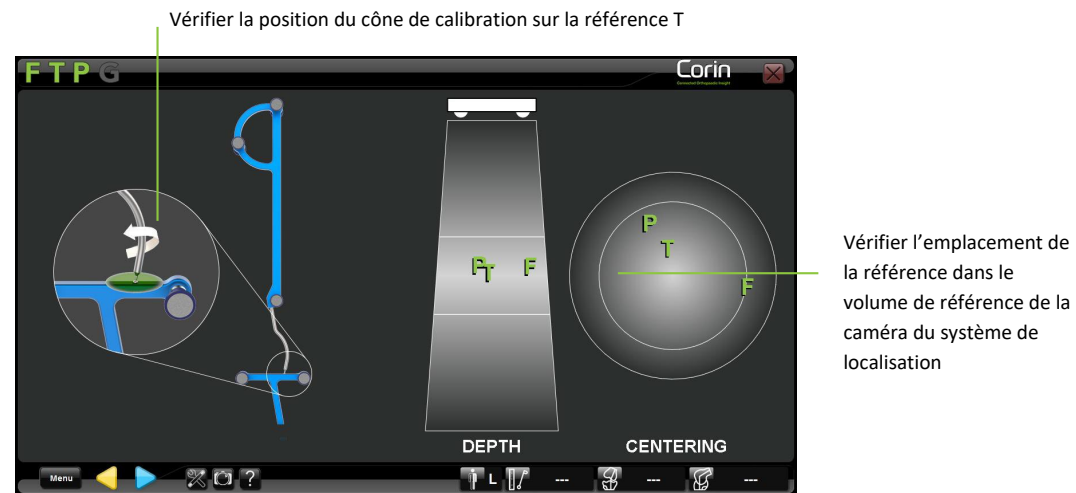 Vérifier la position du cône de calibration sur la référence T
F T P G
Corin
P
T
F
P
T
F
Vérifier l'emplacement de
la référence dans le
volume de référence de la
caméra du système de
localisation
DEPTH
CENTERING
Menu
?
L
---
---
---